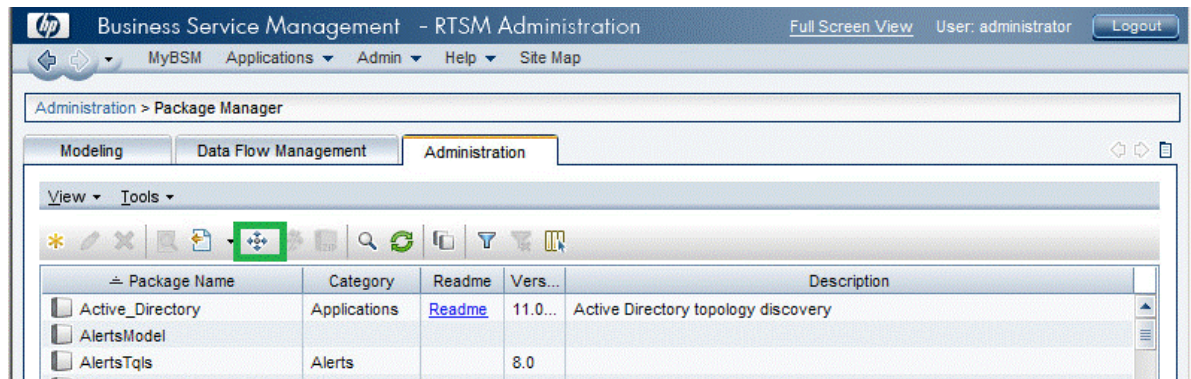 hp Business Service Management – RTSM Administration Full Screen View User: administrator Logout
MyBSM Applications Admin Help Site Map
Administration > Package Manager
Modeling Data Flow Management Administration
View Tools
Package Name Category Readme Vers... Description
Active_Directory Applications Readme 11.0... Active Directory topology discovery
AlertsModel
AlertsTqls Alerts 8.0